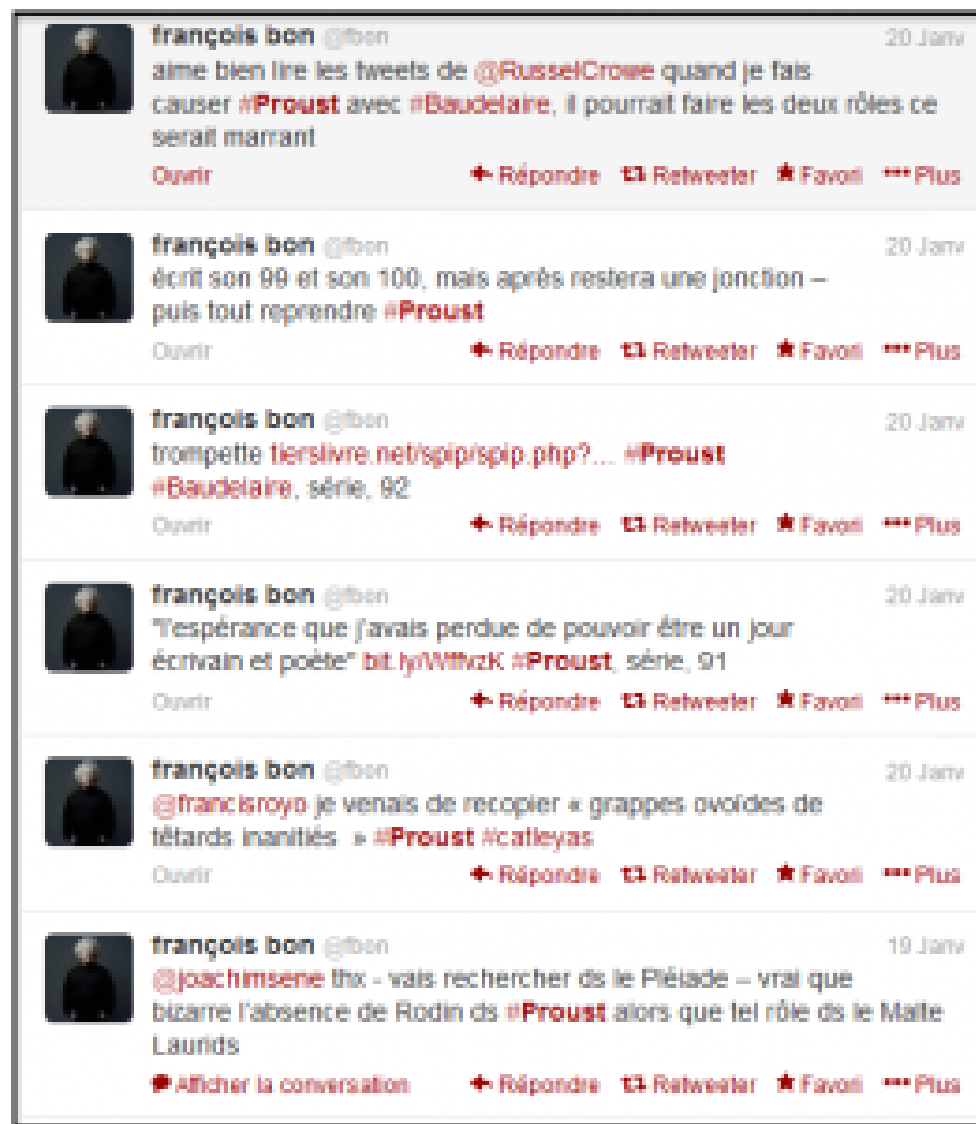 françois bon @fbon 20 Janv
aime bien lire les tweets de @RusselCrowe quand je fais
causer #Proust avec #Baudelaire, il pourrait faire les deux rôles ce
serait marrant
Ouvrir Répondre Retweeter Favori Plus
françois bon @fbon 20 Janv
écrit son 99 et son 100, mais après restera une jonction –
puis tout reprendre #Proust
Ouvrir Répondre Retweeter Favori Plus
françois bon @fbon 20 Janv
trompette tierslivre.net/spip/spip.php?... #Proust
#Baudelaire, série, 92
Ouvrir Répondre Retweeter Favori Plus
françois bon @fbon 20 Janv
"l'espérance que j'avais perdue de pouvoir être un jour
écrivain et poète" bit.ly/WffvzK #Proust, série, 91
Ouvrir Répondre Retweeter Favori Plus
françois bon @fbon 20 Janv
@francisroyo je venais de recopier « grappes ovoïdes de
têtards inanitiés » #Proust #catleyas
Ouvrir Répondre Retweeter Favori Plus
françois bon @fbon 19 Janv
@joachimsene thx - vais rechercher ds le Pléiade – vrai que
bizarre l'absence de Rodin ds #Proust alors que tel rôle ds le Malte
Laurids
Afficher la conversation Répondre Retweeter Favori Plus